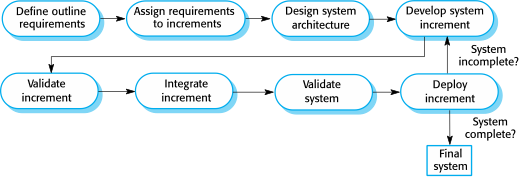 Define outline
requirements
Assign requirements
to increments
Design system
architecture
Develop system
increment
System
incomplete?
Validate
increment
Integrate
increment
Validate
system
Deploy
increment
System
complete?
Final
system